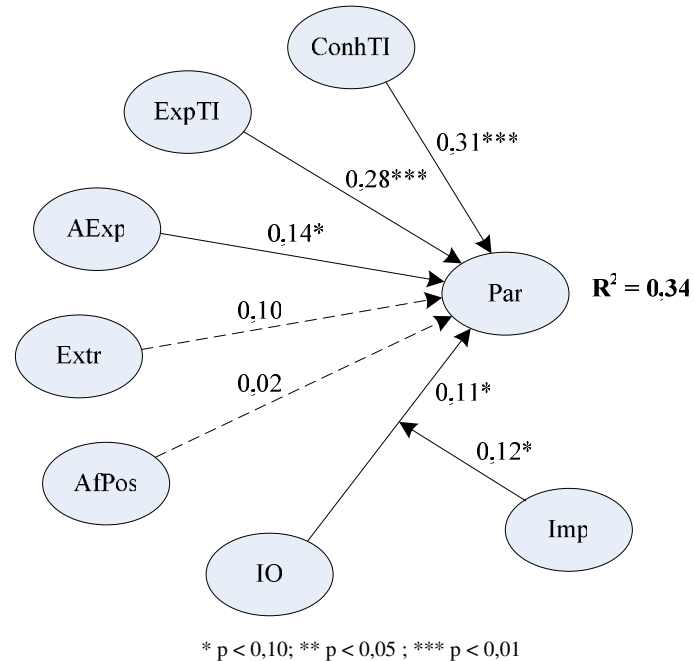 ConhTI
ExpTI
0,31***
0,28***
AExp
0,14*
Par
R² = 0,34
0,10
Extr
0,02
0,11*
AfPos
0,12*
Imp
IO
* p < 0,10; ** p < 0,05 ; *** p < 0,01